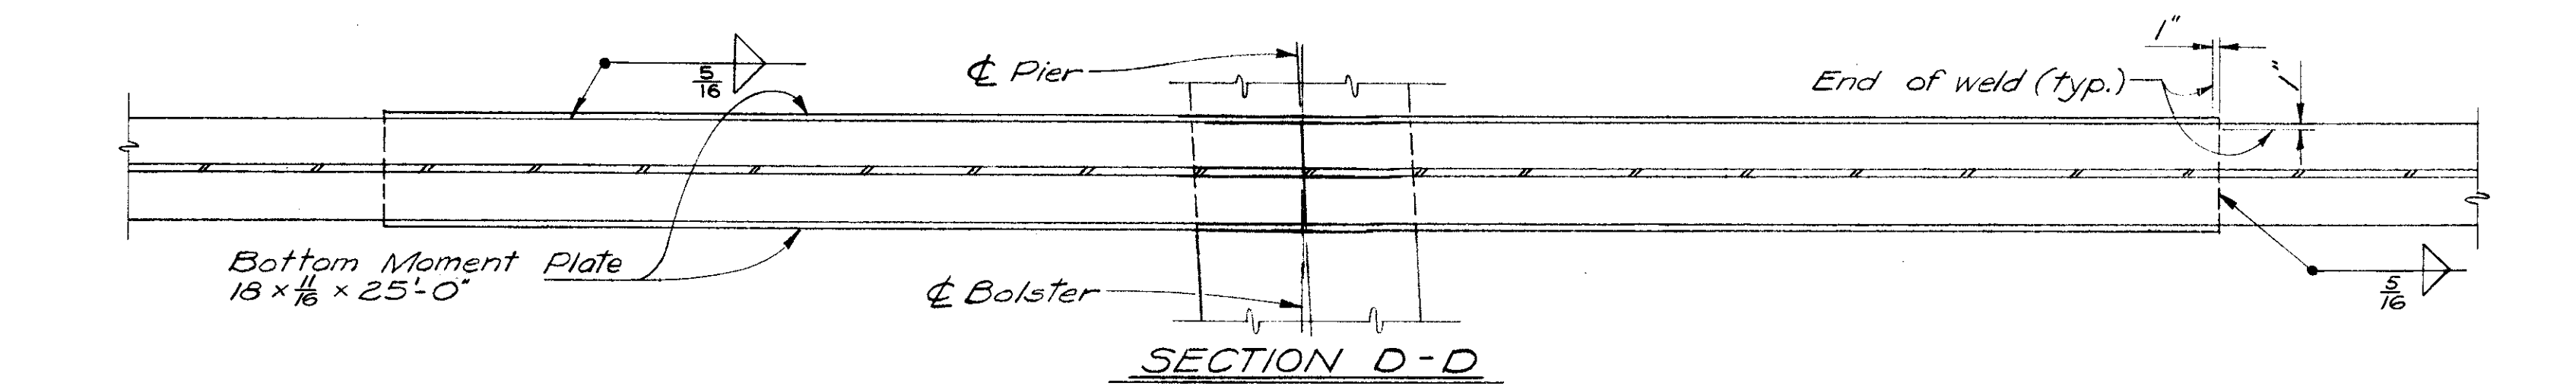 1"
℄ Pier
5/16
End of weld (typ.)
1"
Bottom Moment Plate
18 x 11/16 x 25'-0"
℄ Bolster
5/16
SECTION D-D